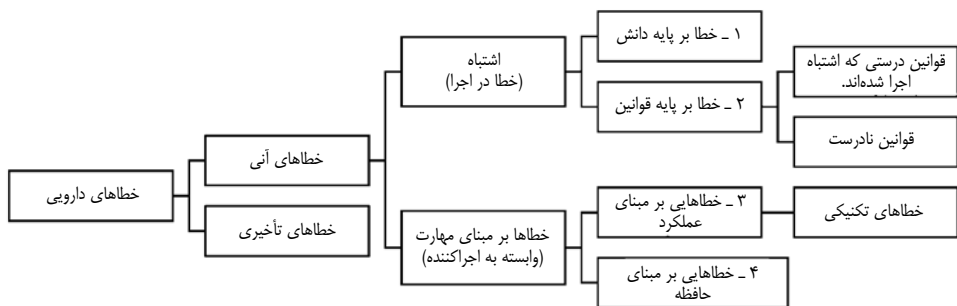 خطاهای دارویی
خطاهای آنی
خطاهای تأخیری
اشتباه
(خطا در اجرا)
۱ ـ خطا بر پایه دانش
۲ ـ خطا بر پایه قوانین
قوانین درستی که اشتباه
اجرا شده‌اند.
قوانین نادرست
خطاها بر مبنای مهارت
(وابسته به اجراکننده)
۳ ـ خطاهایی بر مبنای
عملکرد
خطاهای تکنیکی
۴ ـ خطاهایی بر مبنای
حافظه